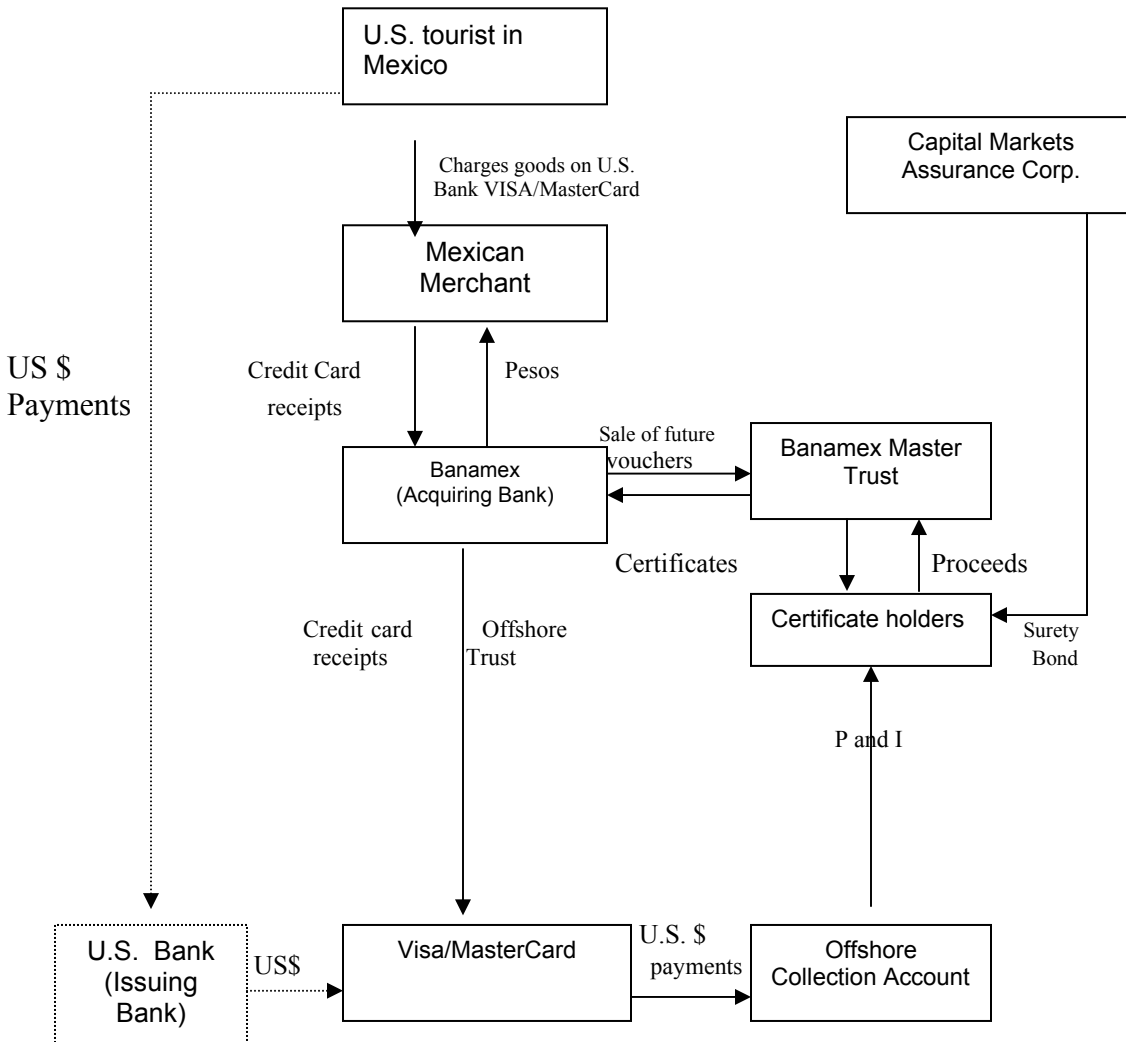 U.S. tourist in
Mexico
Capital Markets
Assurance Corp.
Charges goods on U.S.
Bank VISA/MasterCard
Mexican
Merchant
US $
Payments
Credit Card
receipts
Pesos
Sale of future
vouchers
Banamex
(Acquiring Bank)
Banamex Master
Trust
Certificates
Proceeds
Certificate holders
Surety
Bond
Credit card
receipts
Offshore
Trust
P and I
U.S. Bank
(Issuing
Bank)
US$
Visa/MasterCard
U.S. $
payments
Offshore
Collection Account